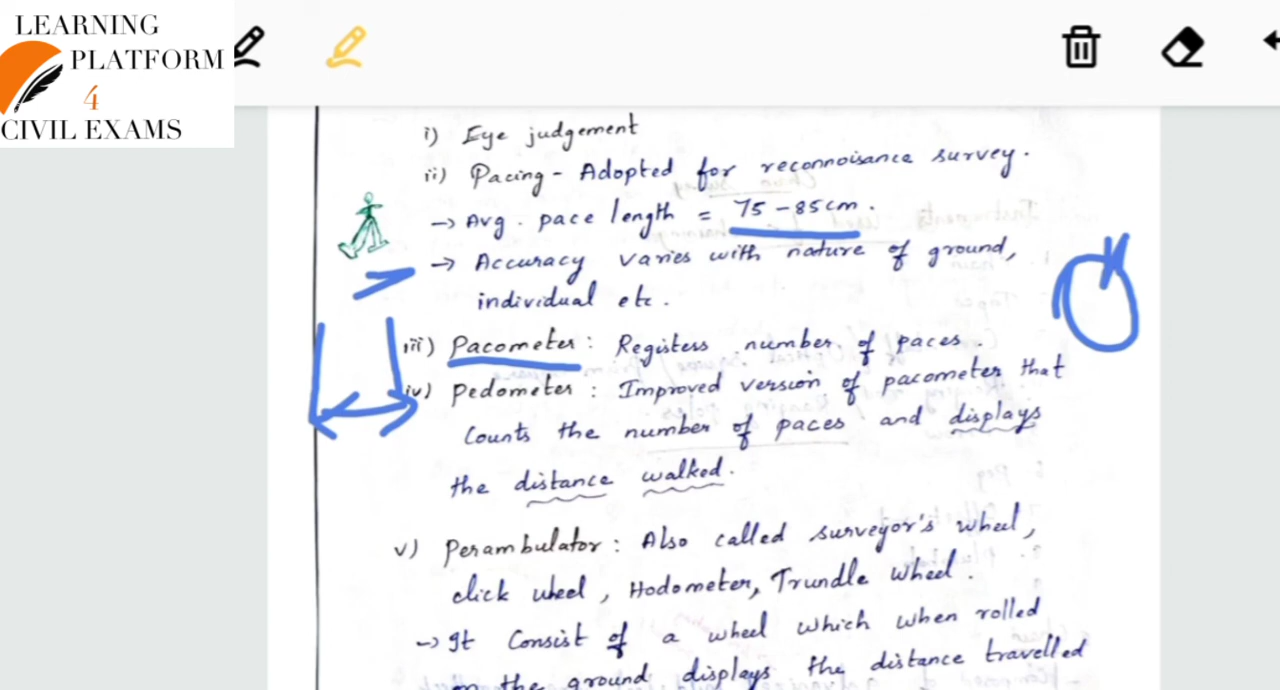 LEARNING
PLATFORM
4
CIVIL EXAMS
i) Eye judgement
ii) Pacing - Adopted for reconnoisance survey.
→ Avg. pace length = 75 - 85cm.
→ Accuracy varies with nature of ground,
individual etc.
iii) Pacometer: Registers number of paces.
iv) Pedometer: Improved version of pacometer that
Counts the number of paces and displays
the distance walked.
v) Perambulator: Also called surveyor's wheel,
click wheel, Hodometer, Trundle wheel.
→ It Consist of a wheel which when rolled
on the ground displays the distance travelled